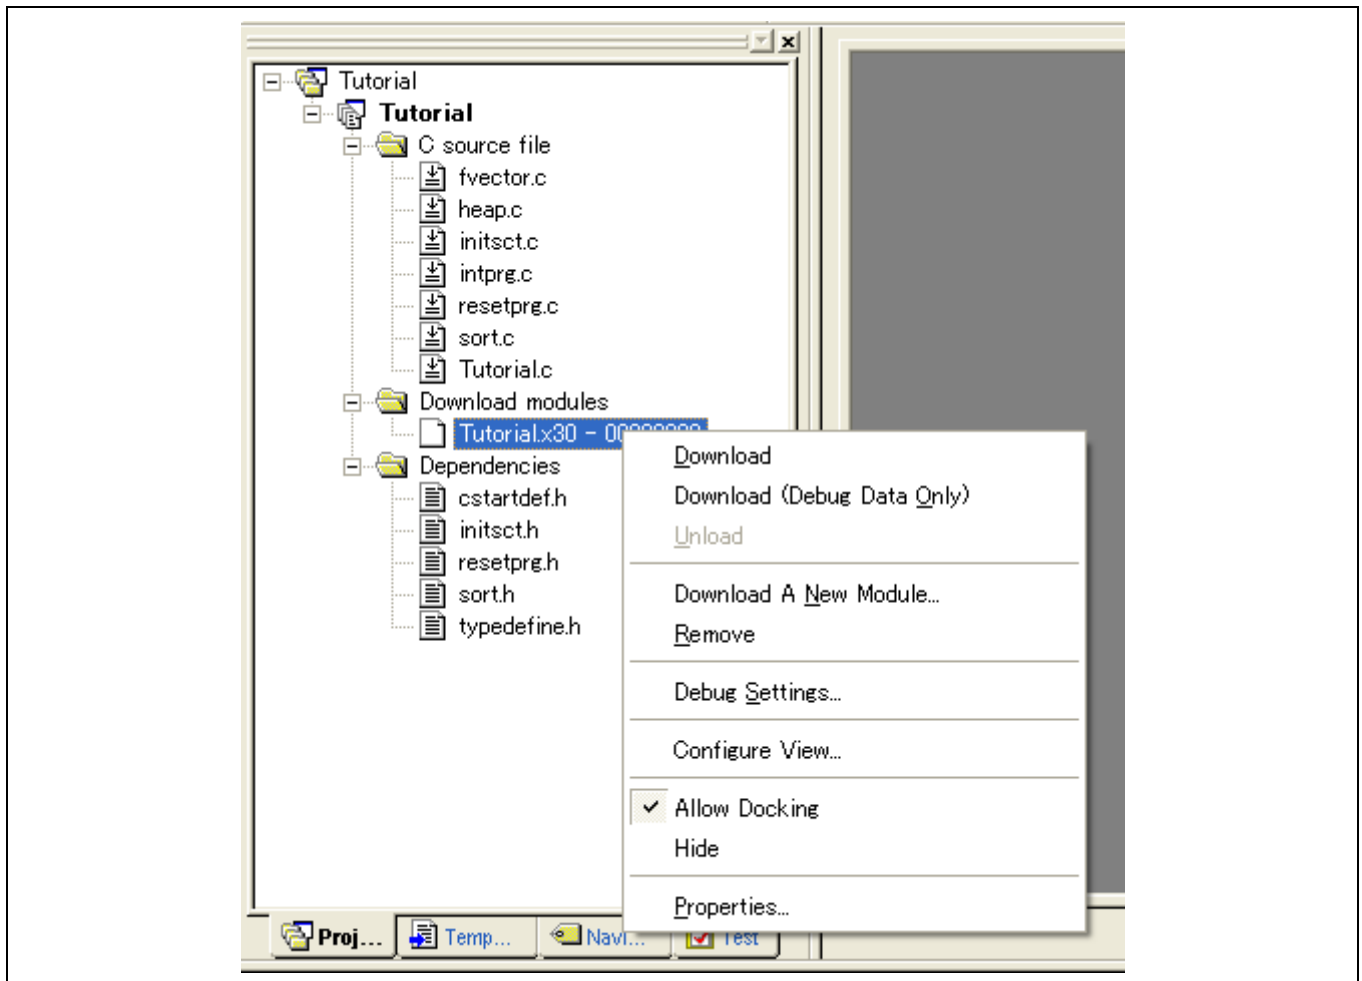 Tutorial
Tutorial
C source file
fvector.c
heap.c
initsct.c
intprg.c
resetprg.c
sort.c
Tutorial.c
Download modules
Tutorial.x30 - 00000000
Dependencies
cstartdef.h
initsct.h
resetprg.h
sort.h
typedefine.h
Download
Download (Debug Data Only)
Unload
Download A New Module...
Remove
Debug Settings...
Configure View...
Allow Docking
Hide
Properties...
Proj...
Temp...
Navi...
Test